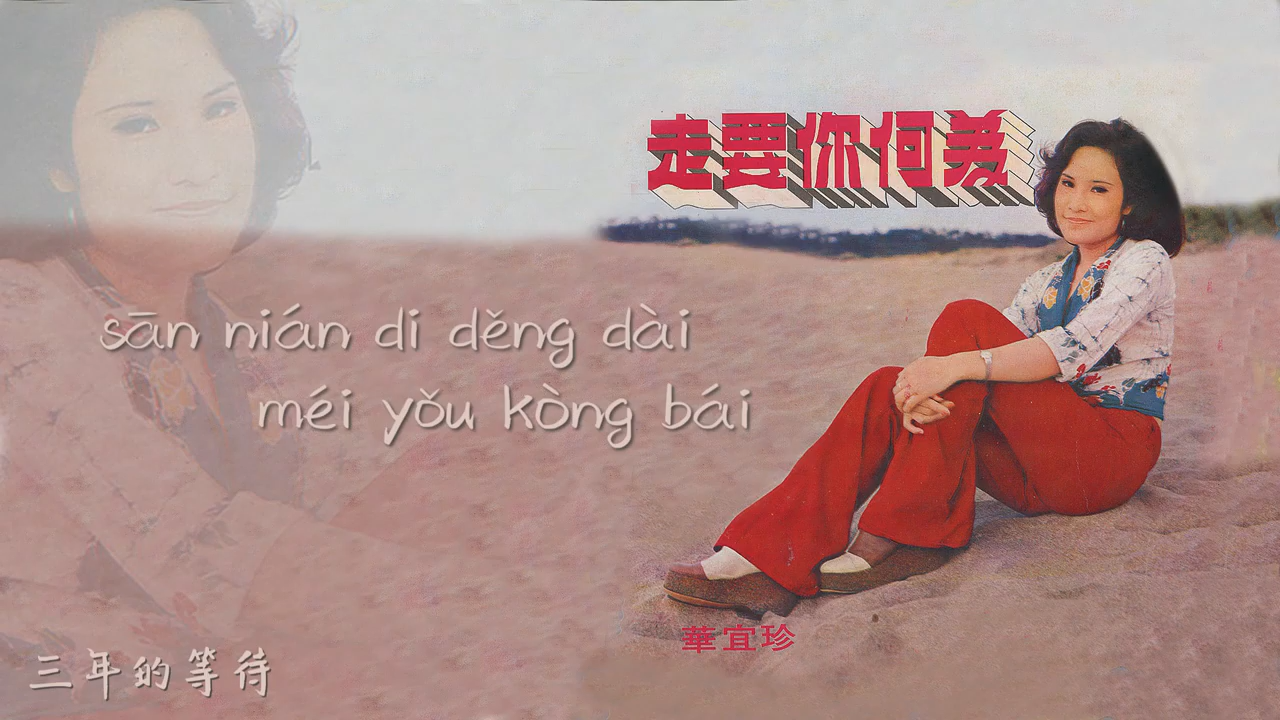 為何你要走
sān nián di děng dài
méi yǒu kòng bái
華宜珍
三年的等待